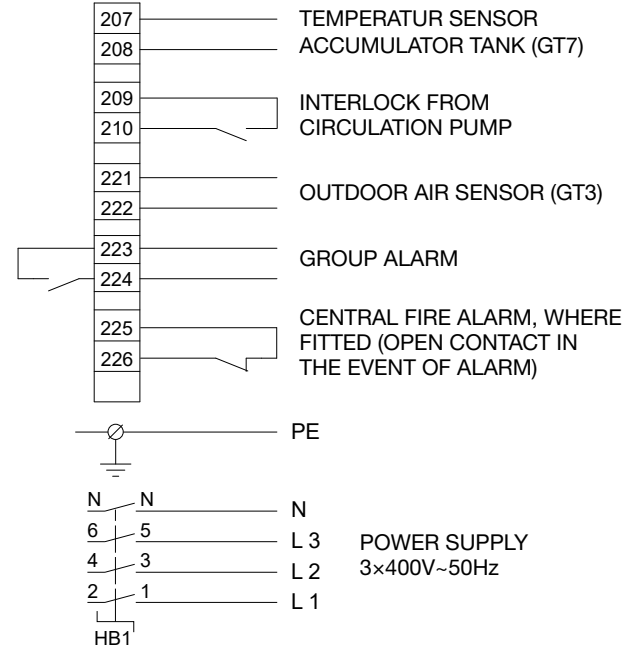 207 TEMPERATUR SENSOR
208 ACCUMULATOR TANK (GT7)
209 INTERLOCK FROM
210 CIRCULATION PUMP
221
OUTDOOR AIR SENSOR (GT3)
222
223
GROUP ALARM
224
225 CENTRAL FIRE ALARM, WHERE
FITTED (OPEN CONTACT IN
226 THE EVENT OF ALARM)
PE
N N N
6 5 L 3 POWER SUPPLY
4 3 L 2 3×400V~50Hz
2 1 L 1
HB1